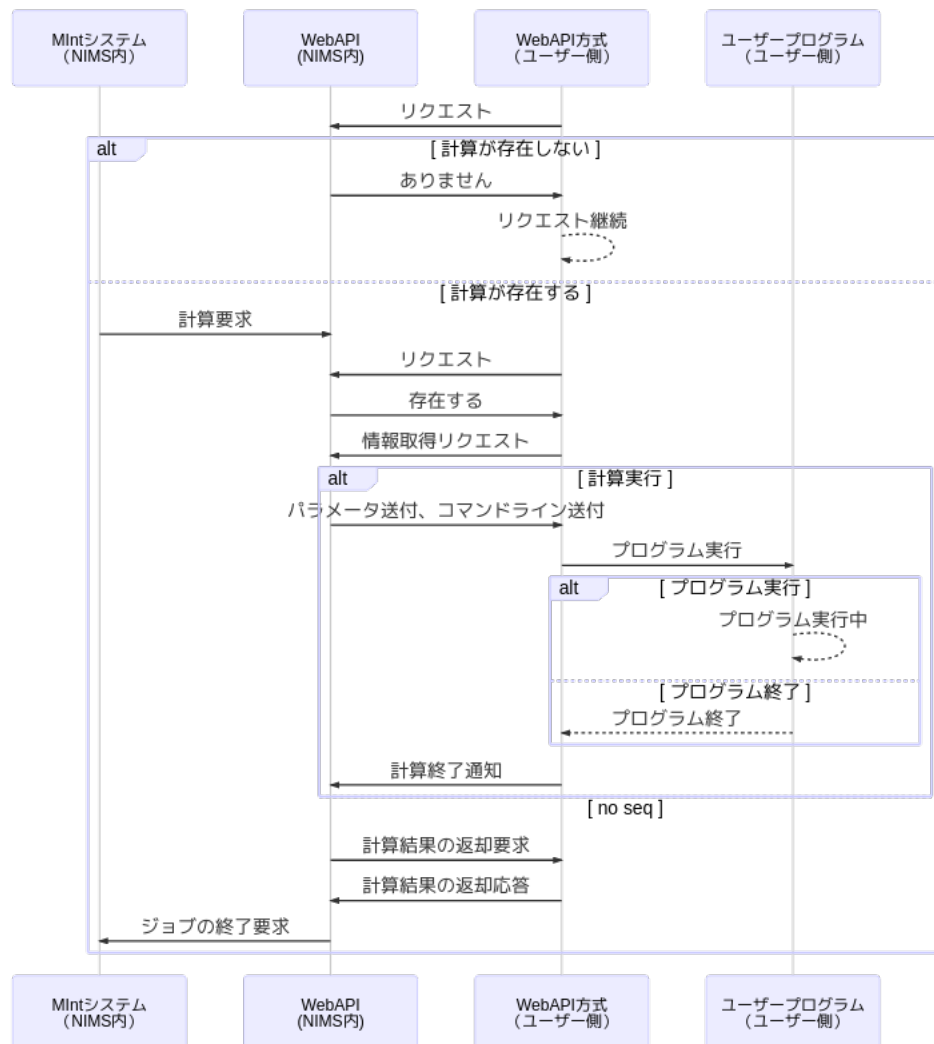 MIntシステム
（NIMS内）
WebAPI
(NIMS内)
WebAPI方式
（ユーザー側）
ユーザープログラム
（ユーザー側）
リクエスト
alt
[ 計算が存在しない ]
ありません
リクエスト継続
[ 計算が存在する ]
計算要求
リクエスト
存在する
情報取得リクエスト
alt
[ 計算実行 ]
パラメータ送付、コマンドライン送付
プログラム実行
alt
[ プログラム実行 ]
プログラム実行中
[ プログラム終了 ]
プログラム終了
計算終了通知
[ no seq ]
計算結果の返却要求
計算結果の返却応答
ジョブの終了要求
MIntシステム
（NIMS内）
WebAPI
(NIMS内)
WebAPI方式
（ユーザー側）
ユーザープログラム
（ユーザー側）